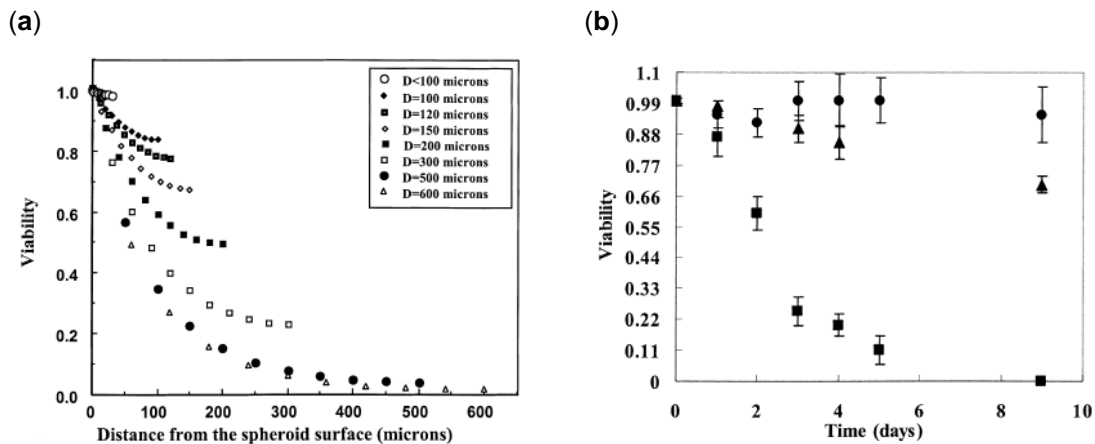 (a)
(b)
1.0
0.8
0.6
0.4
0.2
0.0
Viability
0
100
200
300
400
500
600
Distance from the spheroid surface (microns)
D<100 microns
D=100 microns
D=120 microns
D=150 microns
D=200 microns
D=300 microns
D=500 microns
D=600 microns
1.1
0.99
0.88
0.77
0.66
0.55
0.44
0.33
0.22
0.11
0
Viability
0
2
4
6
8
10
Time (days)